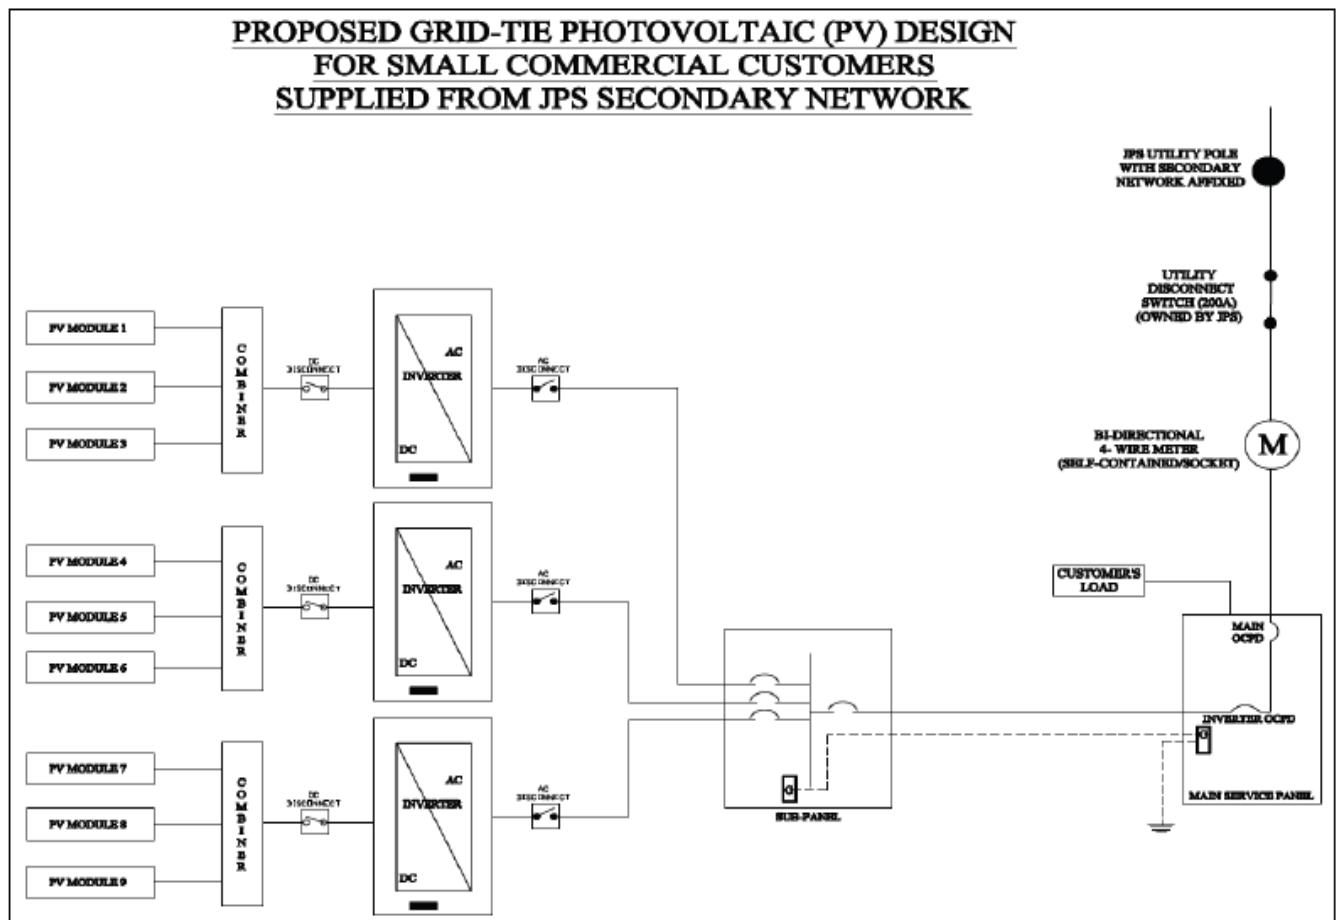 PROPOSED GRID-TIE PHOTOVOLTAIC (PV) DESIGN
FOR SMALL COMMERCIAL CUSTOMERS
SUPPLIED FROM JPS SECONDARY NETWORK
JPS UTILITY POLE
WITH SECONDARY
NETWORK AFFIXED
UTILITY
DISCONNECT
SWITCH (200A)
(OWNED BY JPS)
BI-DIRECTIONAL
4- WIRE METER
(SELF-CONTAINED/SOCKET)
M
CUSTOMER'S
LOAD
MAIN
OCPD
INVERTER OCPD
MAIN SERVICE PANEL
SUB-PANEL
PV MODULE 1
PV MODULE 2
PV MODULE 3
COMBINER
DC
DISCONNECT
AC
INVERTER
DC
AC
DISCONNECT
PV MODULE 4
PV MODULE 5
PV MODULE 6
COMBINER
DC
DISCONNECT
AC
INVERTER
DC
AC
DISCONNECT
PV MODULE 7
PV MODULE 8
PV MODULE 9
COMBINER
DC
DISCONNECT
AC
INVERTER
DC
AC
DISCONNECT